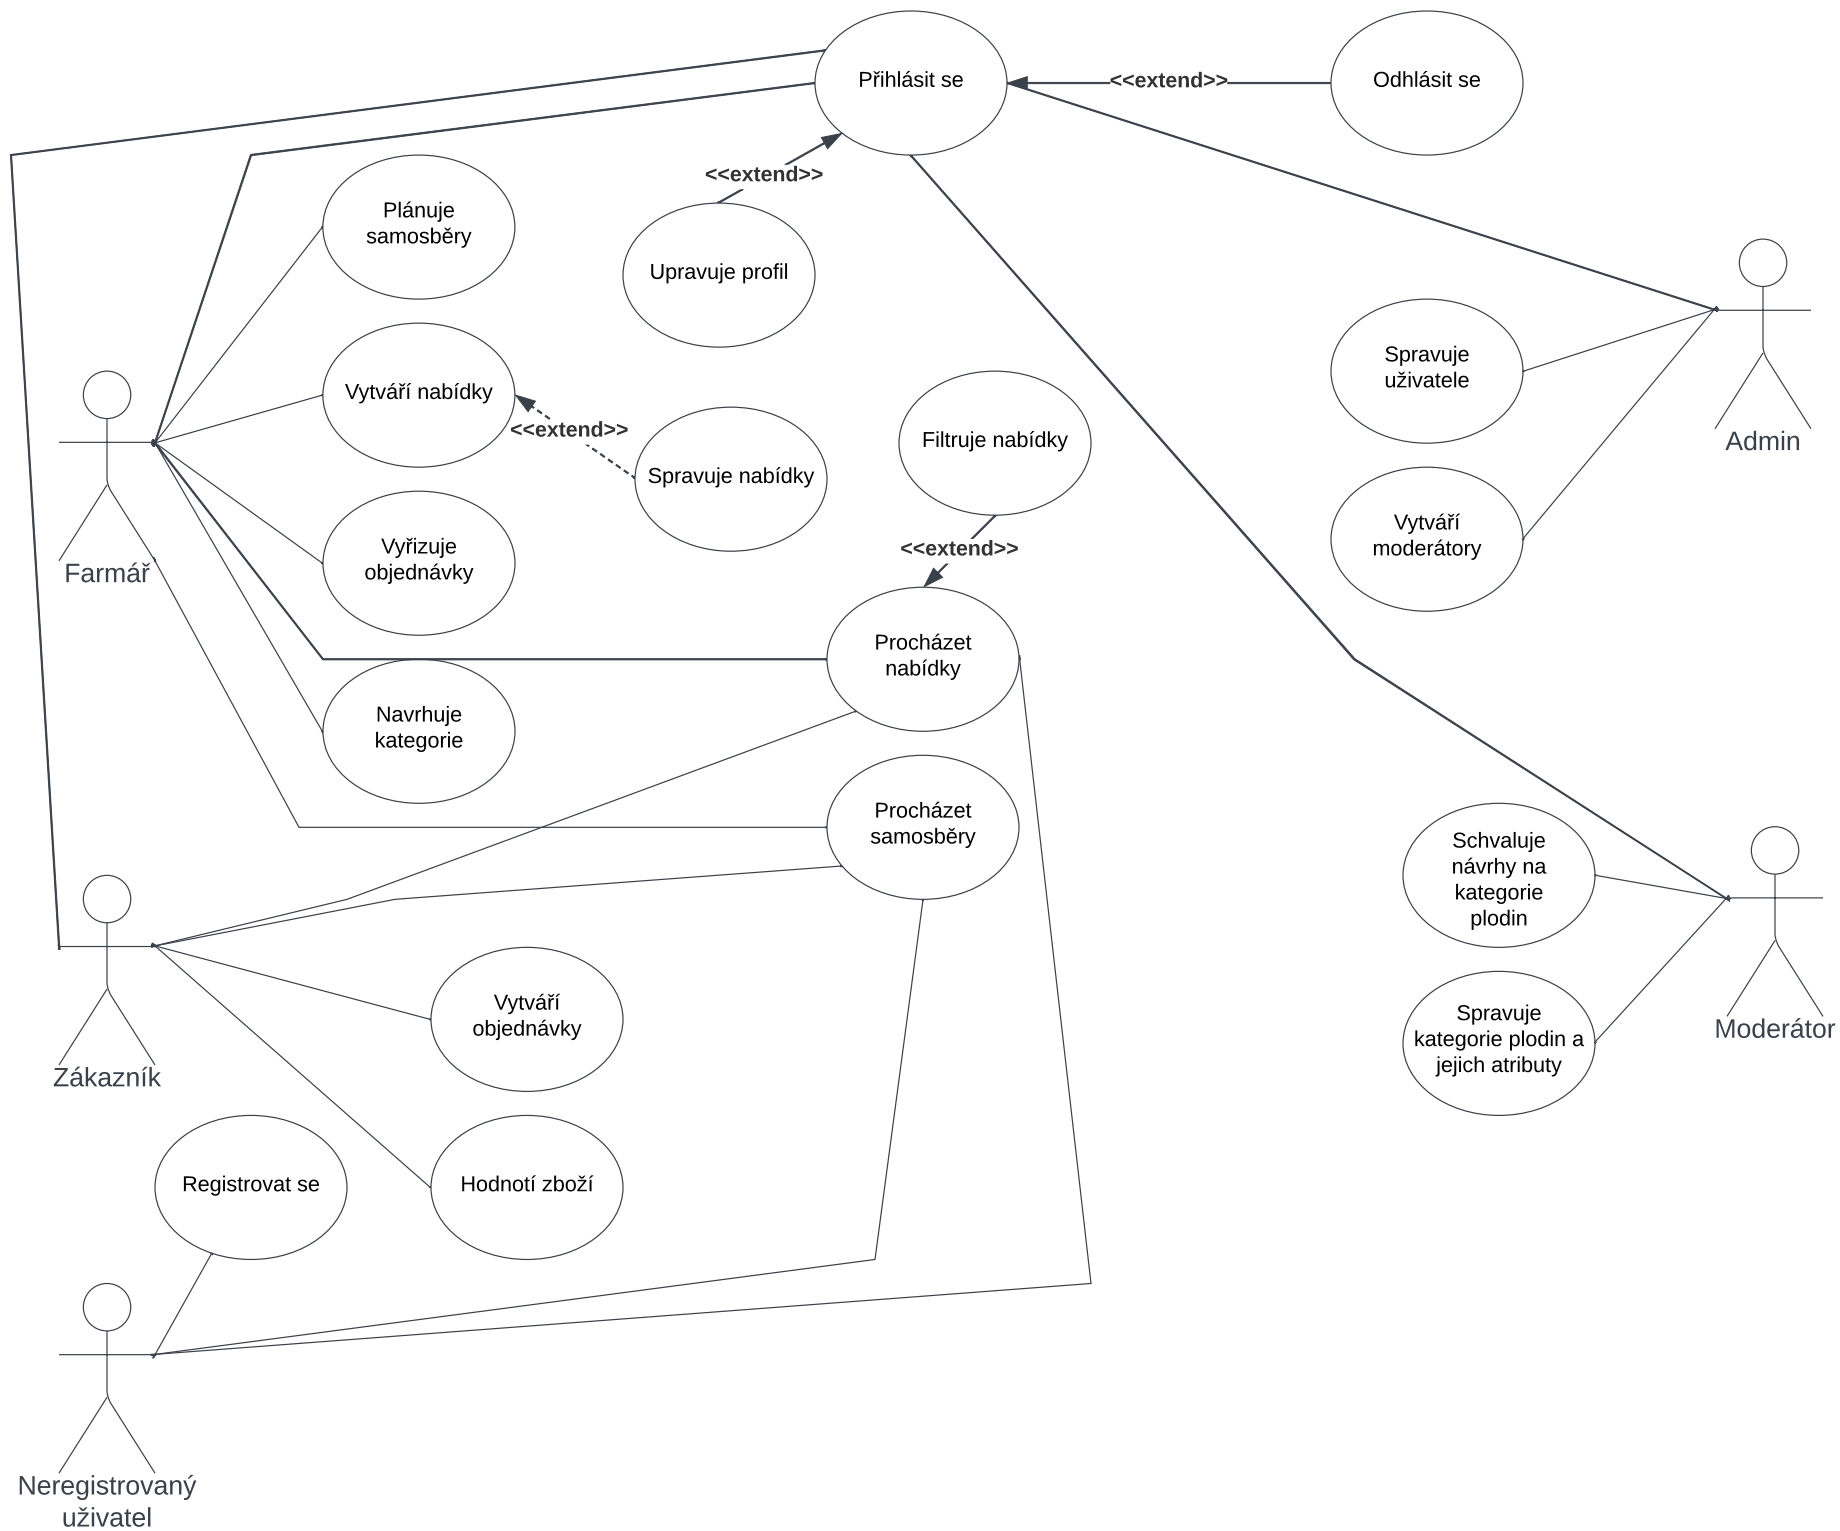 Přihlásit se
<<extend>>
Odhlásit se
<<extend>>
Plánuje
samosběry
Upravuje profil
Vytváří nabídky
<<extend>>
Spravuje nabídky
Filtruje nabídky
<<extend>>
Spravuje
uživatele
Admin
Vytváří
moderátory
Farmář
Vyřizuje
objednávky
Procházet
nabídky
Navrhuje
kategorie
Procházet
samosběry
Schvaluje
návrhy na
kategorie
plodin
Spravuje
kategorie plodin a
jejich atributy
Moderátor
Zákazník
Vytváří
objednávky
Registrovat se
Hodnotí zboží
Neregistrovaný
uživatel